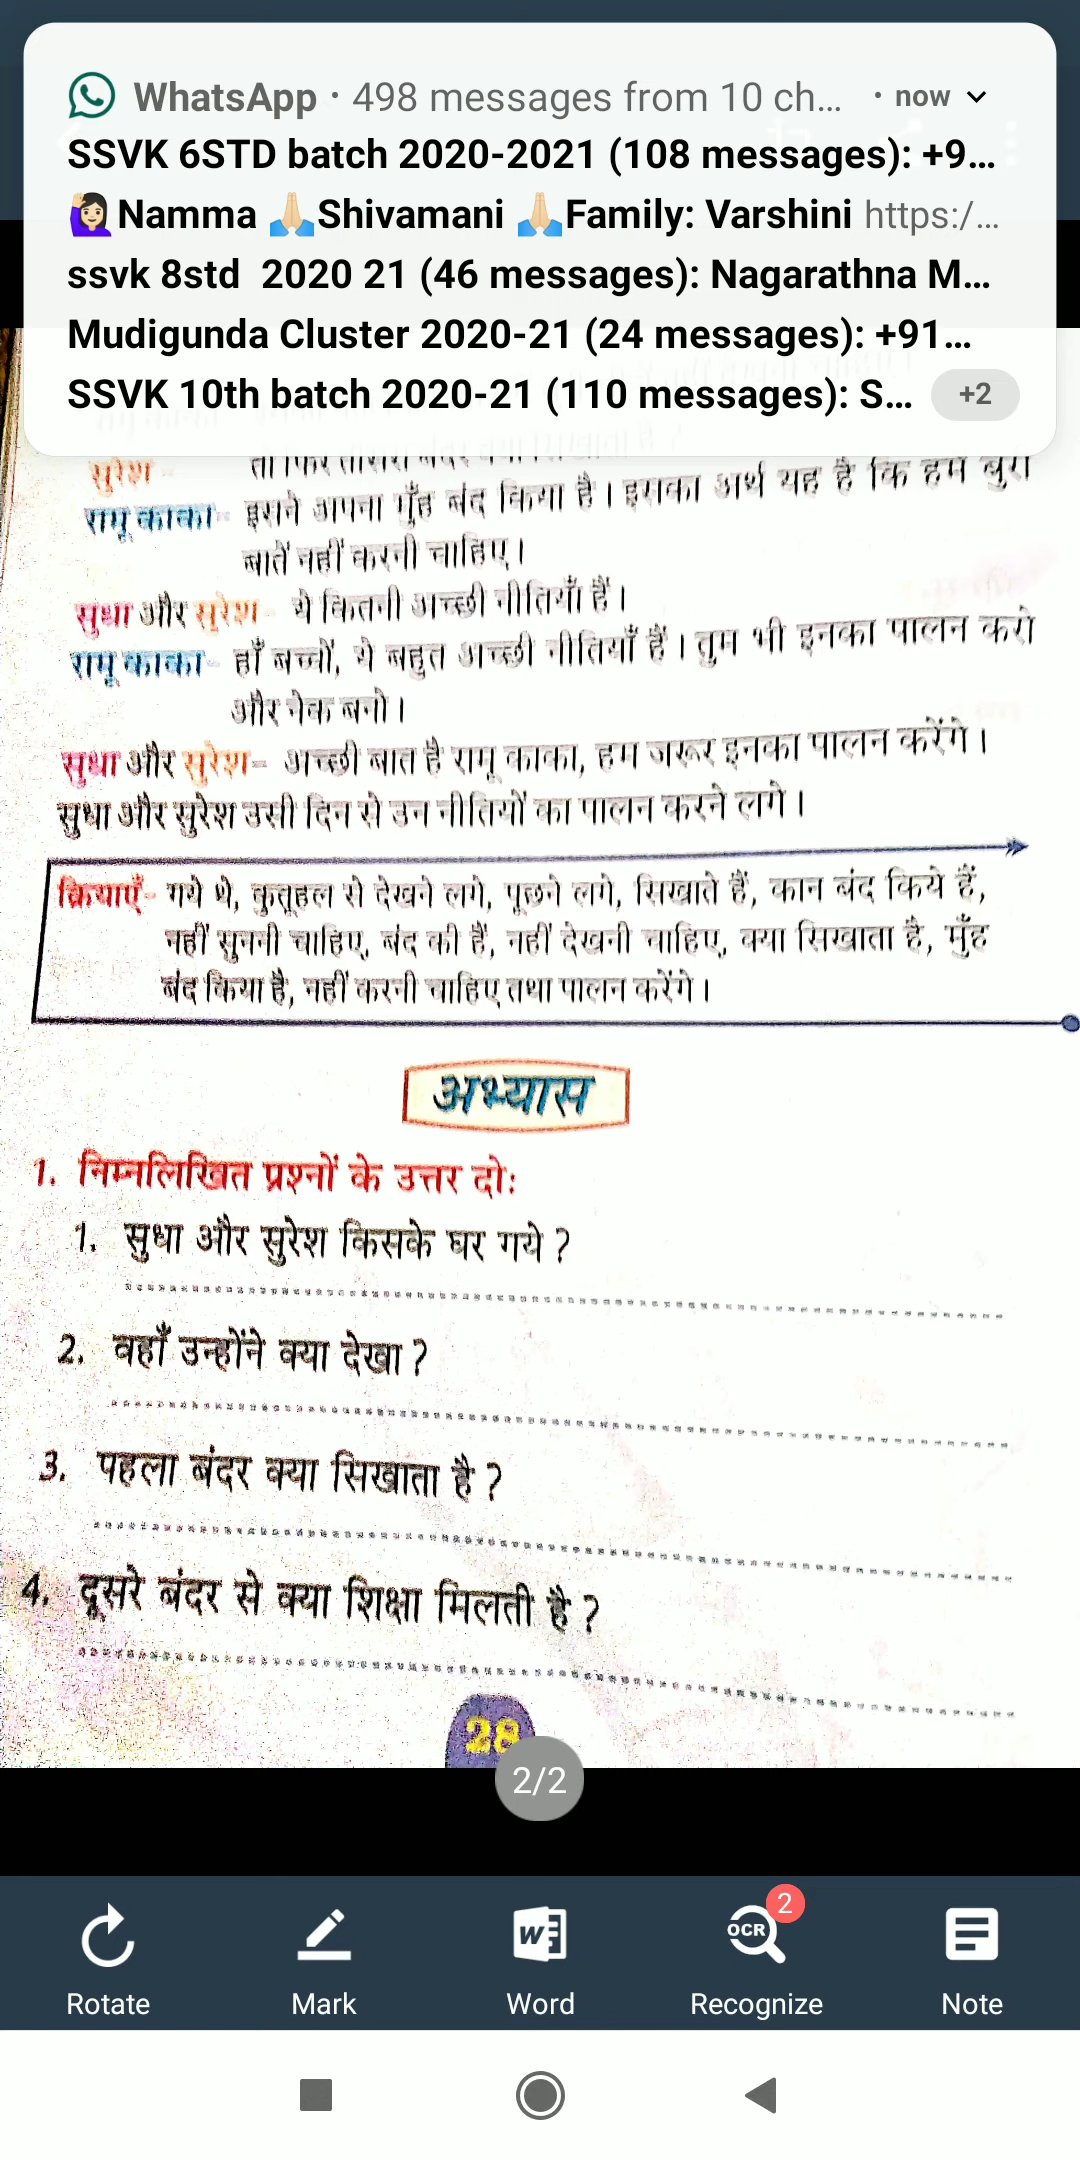 WhatsApp • 498 messages from 10 ch... • now
SSVK 6STD batch 2020-2021 (108 messages): +9...
🙋🏻‍♀️Namma 🙏🏼Shivamani 🙏🏼Family: Varshini https:/...
ssvk 8std 2020 21 (46 messages): Nagarathna M...
Mudigunda Cluster 2020-21 (24 messages): +91...
SSVK 10th batch 2020-21 (110 messages): S... +2
सुरेश -
रामू काका- इसने अपना मुँह बंद किया है। इसका अर्थ यह है कि हमें बुरी
बातें नहीं करनी चाहिए।
सुधा और सुरेश- ये कितनी अच्छी नीतियाँ हैं।
रामू काका- हाँ बच्चों, ये बहुत अच्छी नीतियाँ हैं। तुम भी इनका पालन करो
और नेक बनो।
सुधा और सुरेश- अच्छी बात है रामू काका, हम जरूर इनका पालन करेंगे।
सुधा और सुरेश उसी दिन से उन नीतियों का पालन करने लगे।
क्रियाएँ- गये थे, कुतूहल से देखने लगे, पूछने लगे, सिखाते हैं, कान बंद किये हैं,
नहीं सुननी चाहिए, बंद की हैं, नहीं देखनी चाहिए, क्या सिखाता है, मुँह
बंद किया है, नहीं करनी चाहिए तथा पालन करेंगे।
अभ्यास
1. निम्नलिखित प्रश्नों के उत्तर दो:
1. सुधा और सुरेश किसके घर गये ?
2. वहाँ उन्होंने क्या देखा ?
3. पहला बंदर क्या सिखाता है ?
4. दूसरे बंदर से क्या शिक्षा मिलती है ?
28
2/2
2
OCR
W
Rotate Mark Word Recognize Note